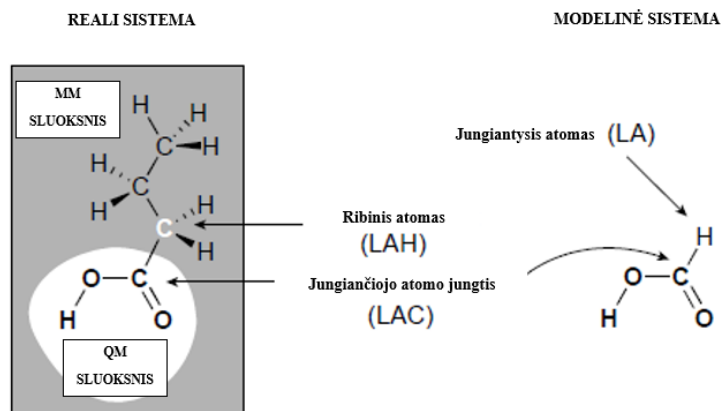 REALI SISTEMA
MODELINĖ SISTEMA
MM
SLUOKSNIS
H
H
C
H
H
C
H
H
C
H
O
C
H
O
QM
SLUOKSNIS
Ribinis atomas
(LAH)
Jungiančiojo atomo jungtis
(LAC)
Jungiantysis atomas (LA)
H
O
C
H
O